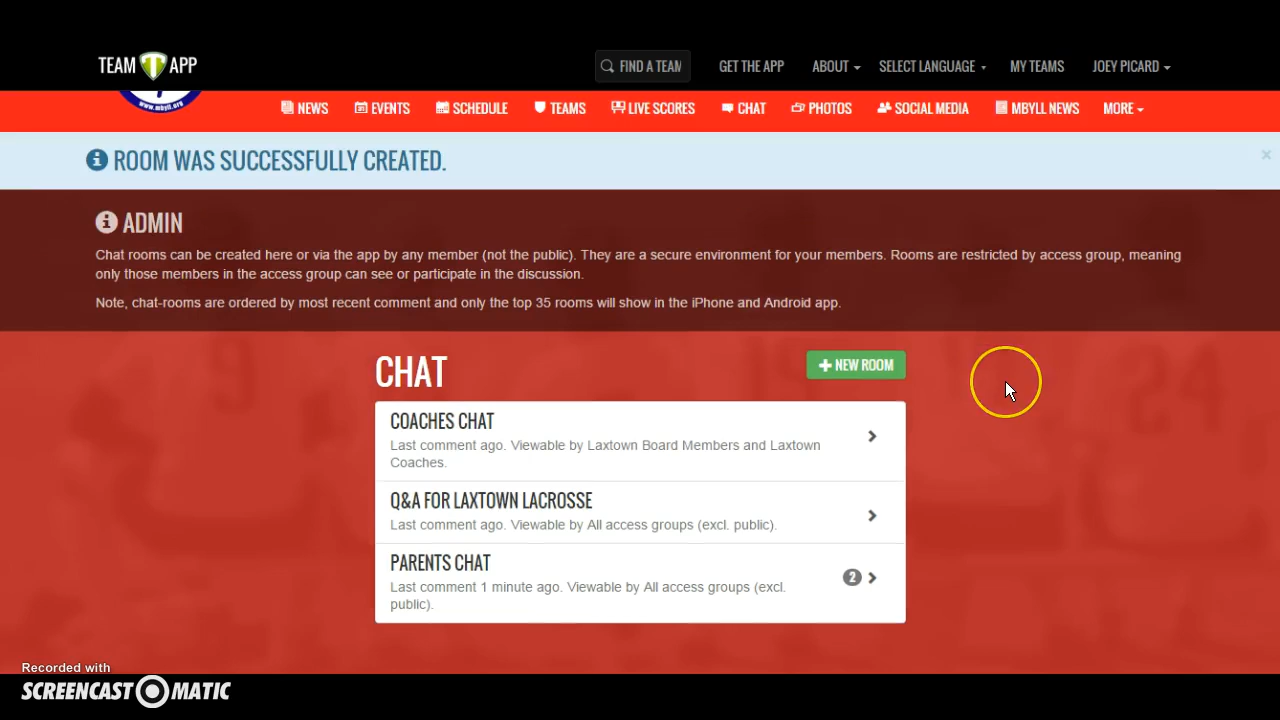 TEAM APP
FIND A TEAM
GET THE APP
ABOUT
SELECT LANGUAGE
MY TEAMS
JOEY PICARD
www.mbyll.org
NEWS
EVENTS
SCHEDULE
TEAMS
LIVE SCORES
CHAT
PHOTOS
SOCIAL MEDIA
MBYLL NEWS
MORE
ROOM WAS SUCCESSFULLY CREATED.
×
ADMIN
Chat rooms can be created here or via the app by any member (not the public). They are a secure environment for your members. Rooms are restricted by access group, meaning
only those members in the access group can see or participate in the discussion.
Note, chat-rooms are ordered by most recent comment and only the top 35 rooms will show in the iPhone and Android app.
CHAT
NEW ROOM
COACHES CHAT
Last comment ago. Viewable by Laxtown Board Members and Laxtown
Coaches.
Q&A FOR LAXTOWN LACROSSE
Last comment ago. Viewable by All access groups (excl. public).
PARENTS CHAT
Last comment 1 minute ago. Viewable by All access groups (excl.
public).
2
Recorded with
SCREENCAST MATIC